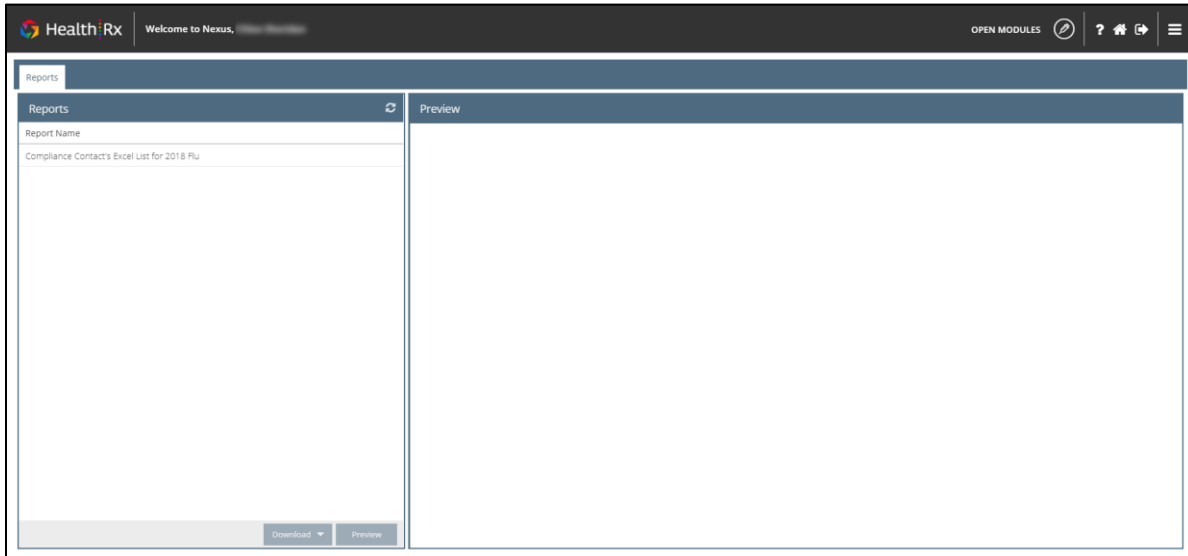 Health Rx Welcome to Nexus, OPEN MODULES ?
Reports
Reports Preview
Report Name
Compliance Contact's Excel List for 2018 Flu
Download Preview